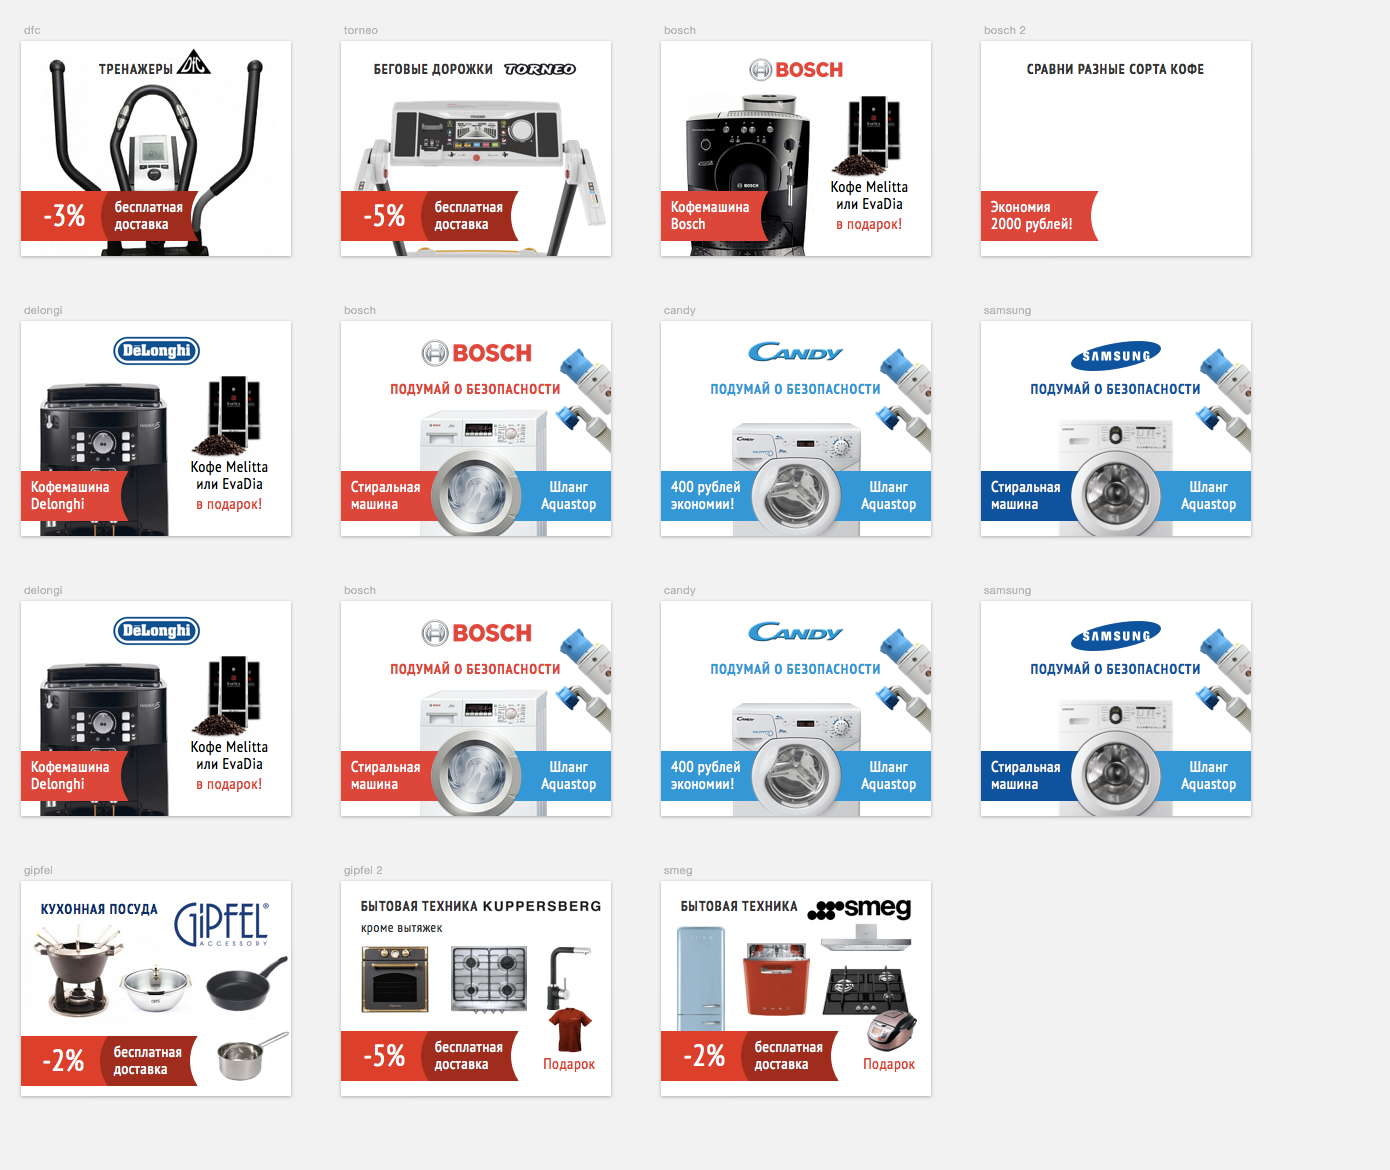 dfc
ТРЕНАЖЕРЫ DFC
-3%
бесплатная
доставка
torneo
БЕГОВЫЕ ДОРОЖКИ TORNEO
-5%
бесплатная
доставка
bosch
BOSCH
BOSCH
Кофемашина
Bosch
Кофе Melitta
или EvaDia
в подарок!
bosch 2
СРАВНИ РАЗНЫЕ СОРТА КОФЕ
Экономия
2000 рублей!
delongi
DeLonghi
Кофемашина
Delonghi
Кофе Melitta
или EvaDia
в подарок!
bosch
BOSCH
ПОДУМАЙ О БЕЗОПАСНОСТИ
Стиральная
машина
Шланг
Aquastop
candy
CANDY
ПОДУМАЙ О БЕЗОПАСНОСТИ
CANDY
400 рублей
экономии!
Шланг
Aquastop
samsung
SAMSUNG
ПОДУМАЙ О БЕЗОПАСНОСТИ
Стиральная
машина
Шланг
Aquastop
delongi
DeLonghi
Кофемашина
Delonghi
Кофе Melitta
или EvaDia
в подарок!
bosch
BOSCH
ПОДУМАЙ О БЕЗОПАСНОСТИ
Стиральная
машина
Шланг
Aquastop
candy
CANDY
ПОДУМАЙ О БЕЗОПАСНОСТИ
CANDY
400 рублей
экономии!
Шланг
Aquastop
samsung
SAMSUNG
ПОДУМАЙ О БЕЗОПАСНОСТИ
Стиральная
машина
Шланг
Aquastop
gipfel
КУХОННАЯ ПОСУДА GiPFEL®
ACCESSORY
-2%
бесплатная
доставка
gipfel 2
БЫТОВАЯ ТЕХНИКА KUPPERSBERG
кроме вытяжек
-5%
бесплатная
доставка
Подарок
smeg
БЫТОВАЯ ТЕХНИКА smeg
-2%
бесплатная
доставка
Подарок